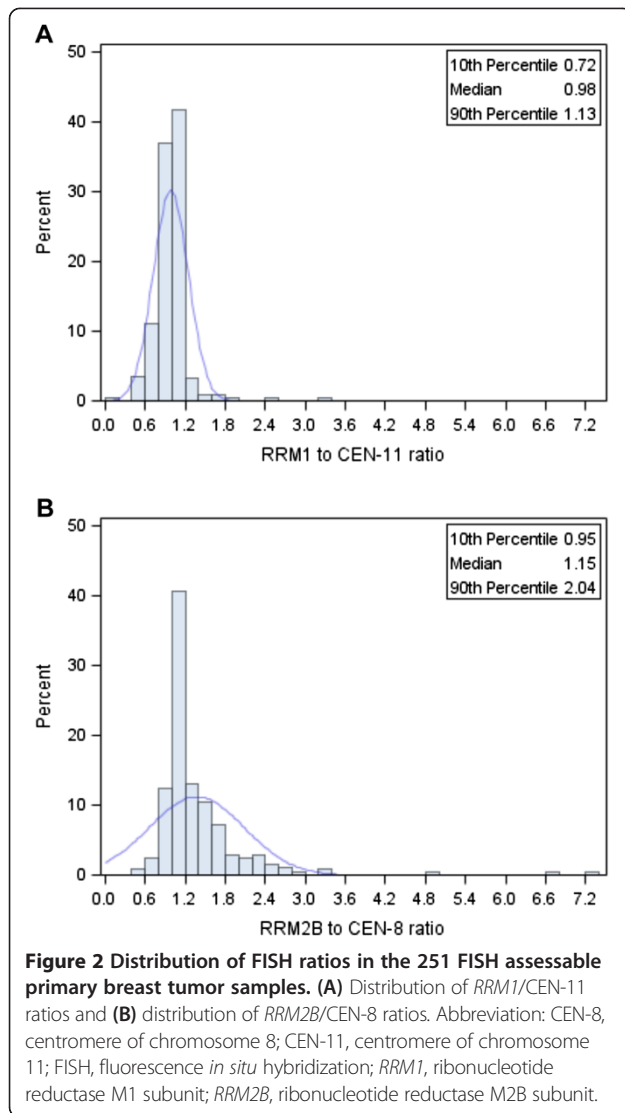 A
50
40
30
20
10
0
Percent
10th Percentile 0.72
Median 0.98
90th Percentile 1.13
0.0 0.6 1.2 1.8 2.4 3.0 3.6 4.2 4.8 5.4 6.0 6.6 7.2
RRM1 to CEN-11 ratio
B
50
40
30
20
10
0
Percent
10th Percentile 0.95
Median 1.15
90th Percentile 2.04
0.0 0.6 1.2 1.8 2.4 3.0 3.6 4.2 4.8 5.4 6.0 6.6 7.2
RRM2B to CEN-8 ratio
Figure 2 Distribution of FISH ratios in the 251 FISH assessable
primary breast tumor samples. (A) Distribution of RRM1/CEN-11
ratios and (B) distribution of RRM2B/CEN-8 ratios. Abbreviation: CEN-8,
centromere of chromosome 8; CEN-11, centromere of chromosome
11; FISH, fluorescence in situ hybridization; RRM1, ribonucleotide
reductase M1 subunit; RRM2B, ribonucleotide reductase M2B subunit.